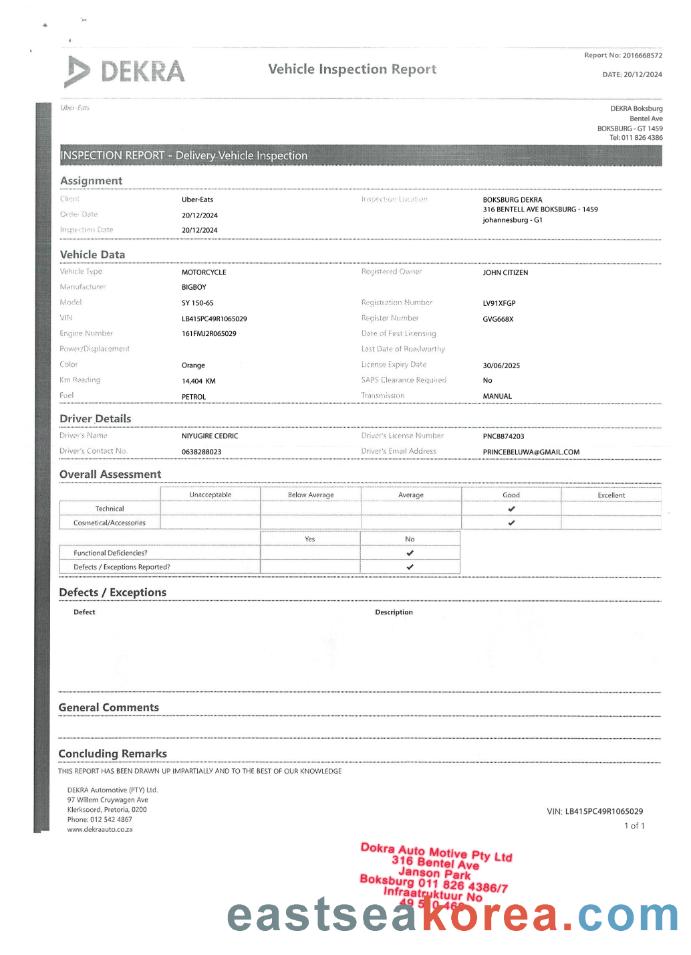 DEKRA
Vehicle Inspection Report
Report No: 2016668572
DATE: 20/12/2024
Uber-Eats
DEKRA Boksburg
Bentel Ave
BOKSBURG - GT 1459
Tel: 011 826 4386
INSPECTION REPORT - Delivery Vehicle Inspection
Assignment
Client Uber-Eats Inspection Location BOKSBURG DEKRA
316 BENTELL AVE BOKSBURG - 1459
Order Date 20/12/2024 johannesburg - G1
Inspection Date 20/12/2024
Vehicle Data
Vehicle Type MOTORCYCLE Registered Owner JOHN CITIZEN
Manufacturer BIGBOY
Model SY 150-65 Registration Number LV91XFGP
VIN LB415PC49R1065029 Register Number GVG668X
Engine Number 161FMJ2R065029 Date of First Licensing
Power/Displacement Last Date of Roadworthy
Color Orange License Expiry Date 30/06/2025
Km Reading 14,404 KM SAPS Clearance Required No
Fuel PETROL Transmission MANUAL
Driver Details
Driver's Name NIYUGIRE CEDRIC Driver's License Number PNCB874203
Driver's Contact No. 0638288023 Driver's Email Address PRINCEBELUWA@GMAIL.COM
Overall Assessment
Unacceptable Below Average Average Good Excellent
Technical ✓
Cosmetical/Accessories ✓
Yes No
Functional Deficiencies? ✓
Defects / Exceptions Reported? ✓
Defects / Exceptions
Defect Description
General Comments
Concluding Remarks
THIS REPORT HAS BEEN DRAWN UP IMPARTIALLY AND TO THE BEST OF OUR KNOWLEDGE
DEKRA Automotive (PTY) Ltd.
97 Willem Cruywagen Ave
Klerksoord, Pretoria, 0200
Phone: 012 542 4867
www.dekraauto.co.za
VIN: LB415PC49R1065029
1 of 1
Dokra Auto Motive Pty Ltd
316 Bentel Ave
Janson Park
Boksburg 011 826 4386/7
Infraatruktuur No
eastseakorea.com